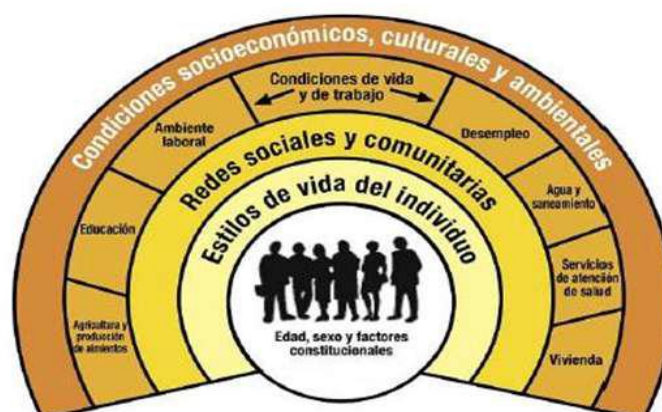 Condiciones socioeconómicos, culturales y ambientales
Condiciones de vida
y de trabajo
Ambiente
laboral
Desempleo
Redes sociales y comunitarias
Agua y
saneamiento
Educación
Estilos de vida del individuo
Servicios
de atención
de salud
Agricultura y
producción
de alimentos
Edad, sexo y factores
constitucionales
Vivienda